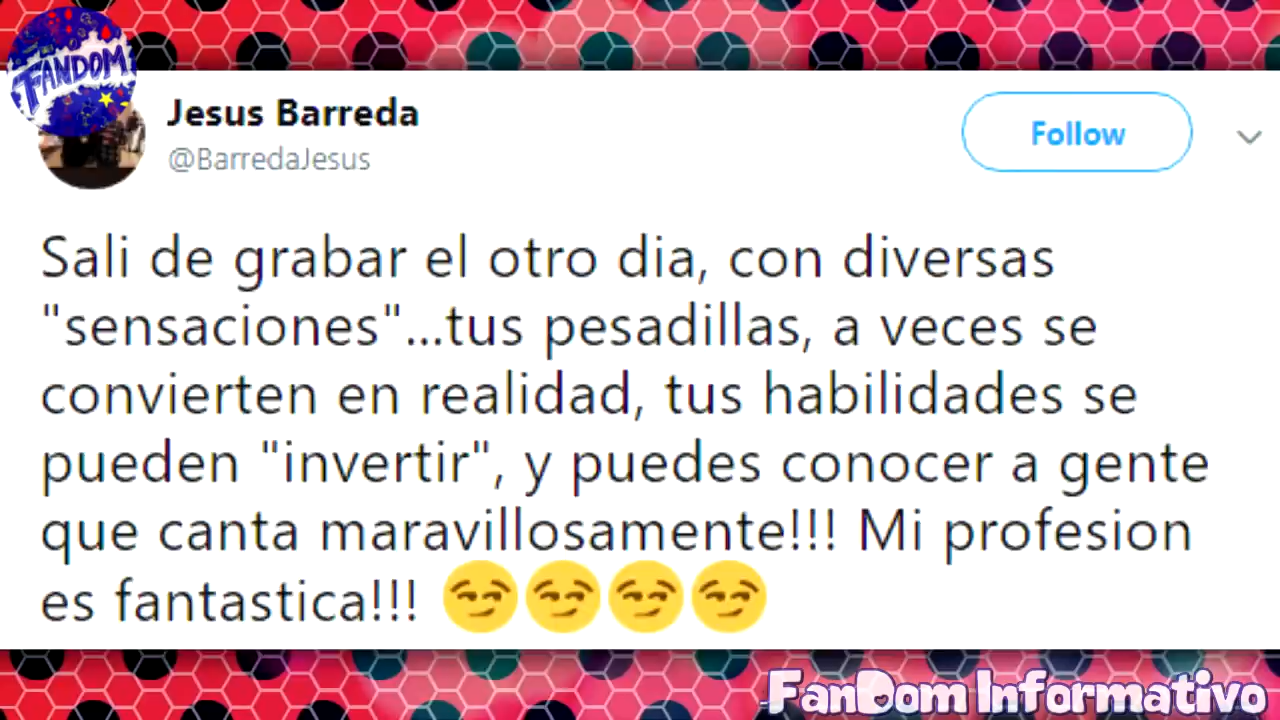 FANDOM
Jesus Barreda
@BarredaJesus
Follow
Sali de grabar el otro dia, con diversas
"sensaciones"...tus pesadillas, a veces se
convierten en realidad, tus habilidades se
pueden "invertir", y puedes conocer a gente
que canta maravillosamente!!! Mi profesion
es fantastica!!! 😏😏😏😏
FanDom Informativo